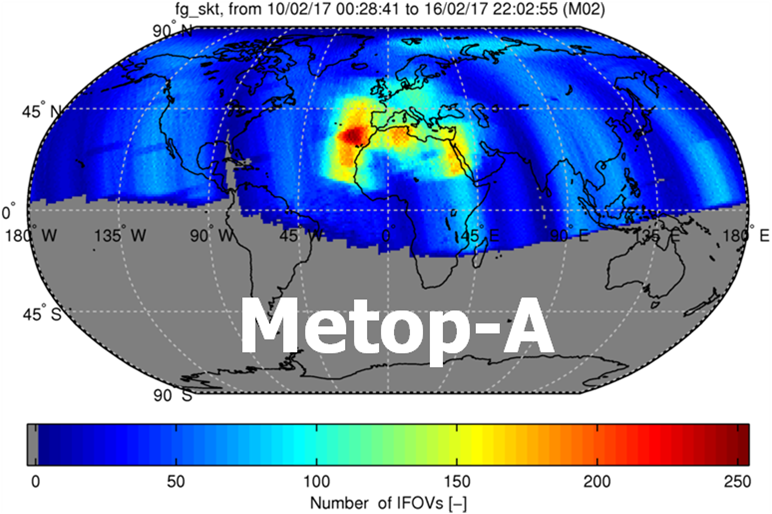 fg_skt, from 10/02/17 00:28:41 to 16/02/17 22:02:55 (M02)
90° N
45° N
0°
180° W 135° W 90° W 45° W 0° 45° E 90° E 135° E 180° E
45° S
Metop-A
90° S
0 50 100 150 200 250
Number of IFOVs [–]